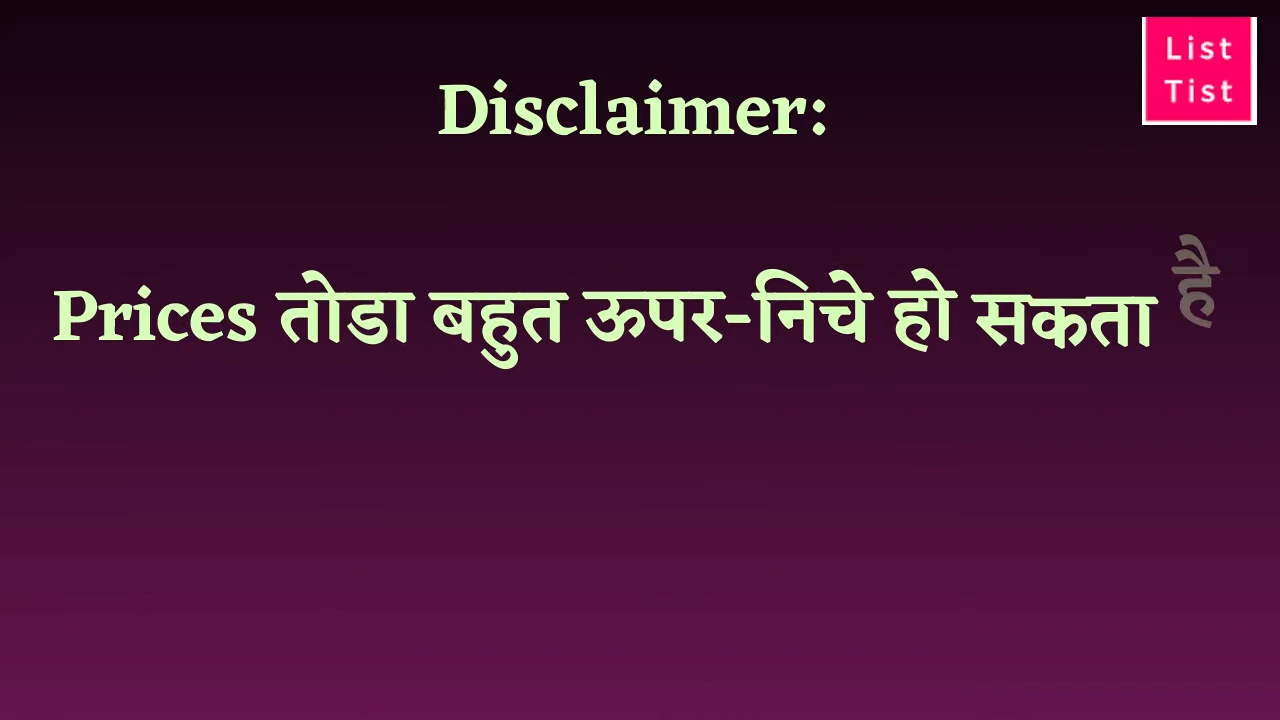 List
Tist
Disclaimer:
Prices तोडा बहुत ऊपर-निचे हो सकता है